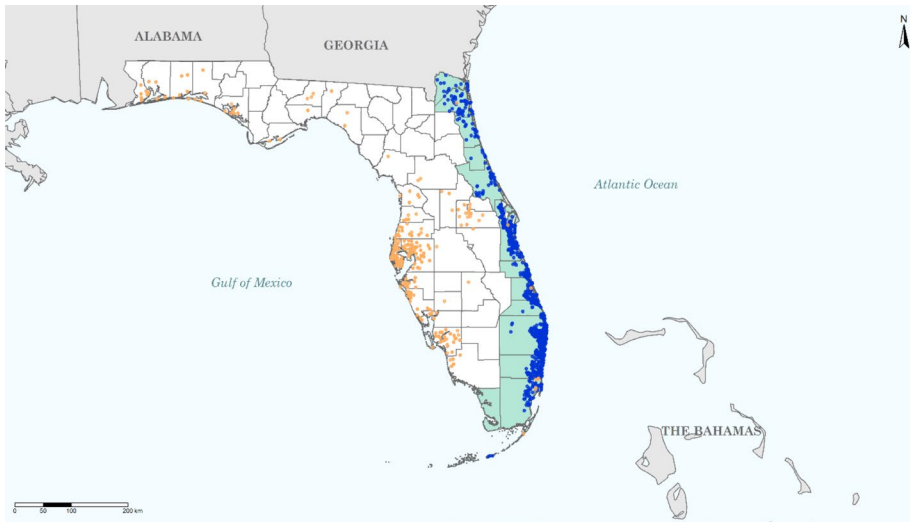 N
ALABAMA
GEORGIA
Atlantic Ocean
Gulf of Mexico
THE BAHAMAS
0 50 100 200 km